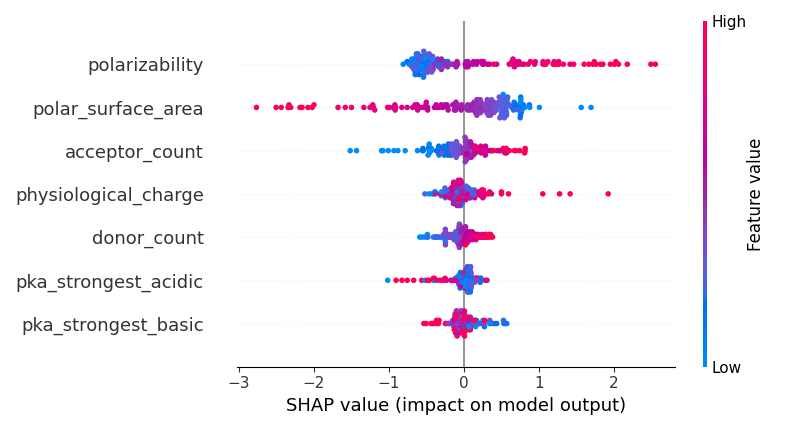 High
polarizability
polar_surface_area
acceptor_count
physiological_charge
donor_count
pka_strongest_acidic
pka_strongest_basic
Feature value
Low
−3 −2 −1 0 1 2
SHAP value (impact on model output)